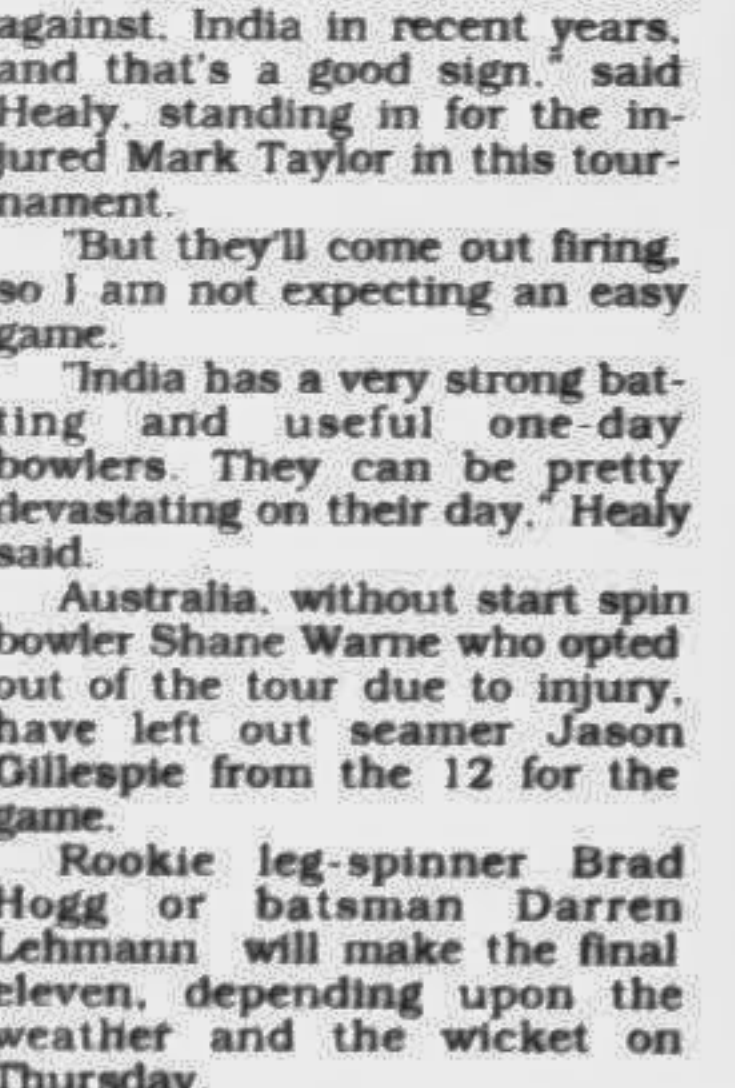 against. India in recent years.
and that's a good sign." said
Healy. standing in for the in-
jured Mark Taylor in this tour-
nament.
"But they'll come out firing.
so I am not expecting an easy
game.
"India has a very strong bat-
ting and useful one-day
bowlers. They can be pretty
devastating on their day." Healy
said.
Australia. without start spin
bowler Shane Warne who opted
out of the tour due to injury,
have left out seamer Jason
Gillespie from the 12 for the
game.
Rookie leg-spinner Brad
Hogg or batsman Darren
Lehmann will make the final
eleven, depending upon the
weather and the wicket on
Thursday.